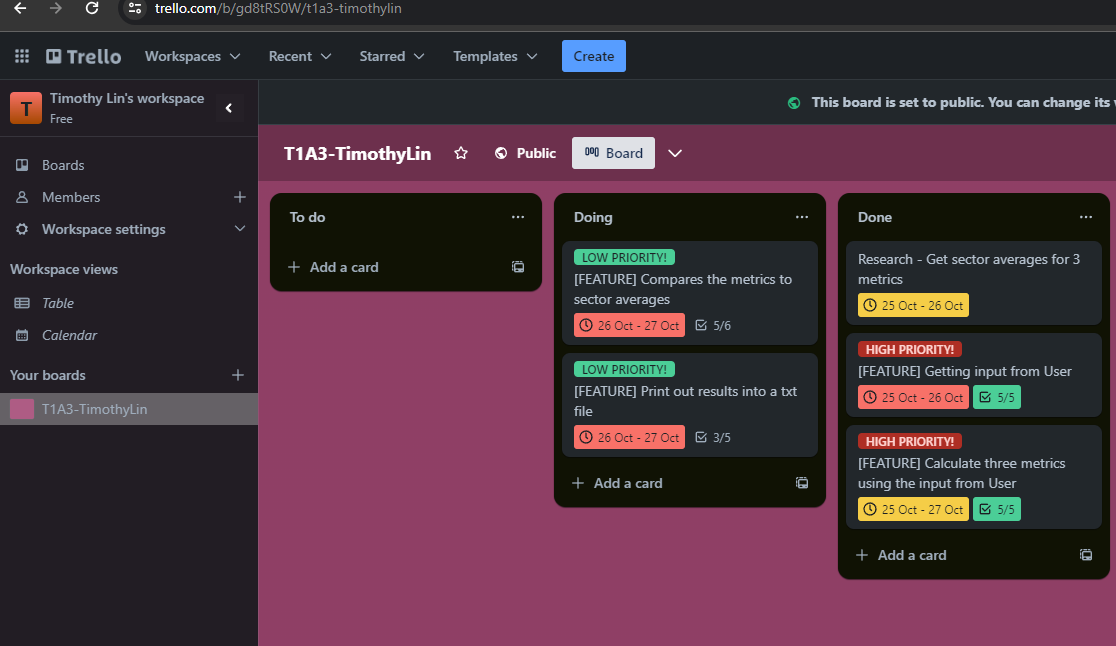 trello.com/b/gd8tRS0W/t1a3-timothylin
Trello Workspaces Recent Starred Templates Create
T Timothy Lin's workspace
Free
This board is set to public. You can change its
T1A3-TimothyLin Public Board
Boards
Members
Workspace settings
Workspace views
Table
Calendar
Your boards
T1A3-TimothyLin
To do
Add a card
Doing
LOW PRIORITY!
[FEATURE] Compares the metrics to
sector averages
26 Oct - 27 Oct 5/6
LOW PRIORITY!
[FEATURE] Print out results into a txt
file
26 Oct - 27 Oct 3/5
Add a card
Done
Research - Get sector averages for 3
metrics
25 Oct - 26 Oct
HIGH PRIORITY!
[FEATURE] Getting input from User
25 Oct - 26 Oct 5/5
HIGH PRIORITY!
[FEATURE] Calculate three metrics
using the input from User
25 Oct - 27 Oct 5/5
Add a card